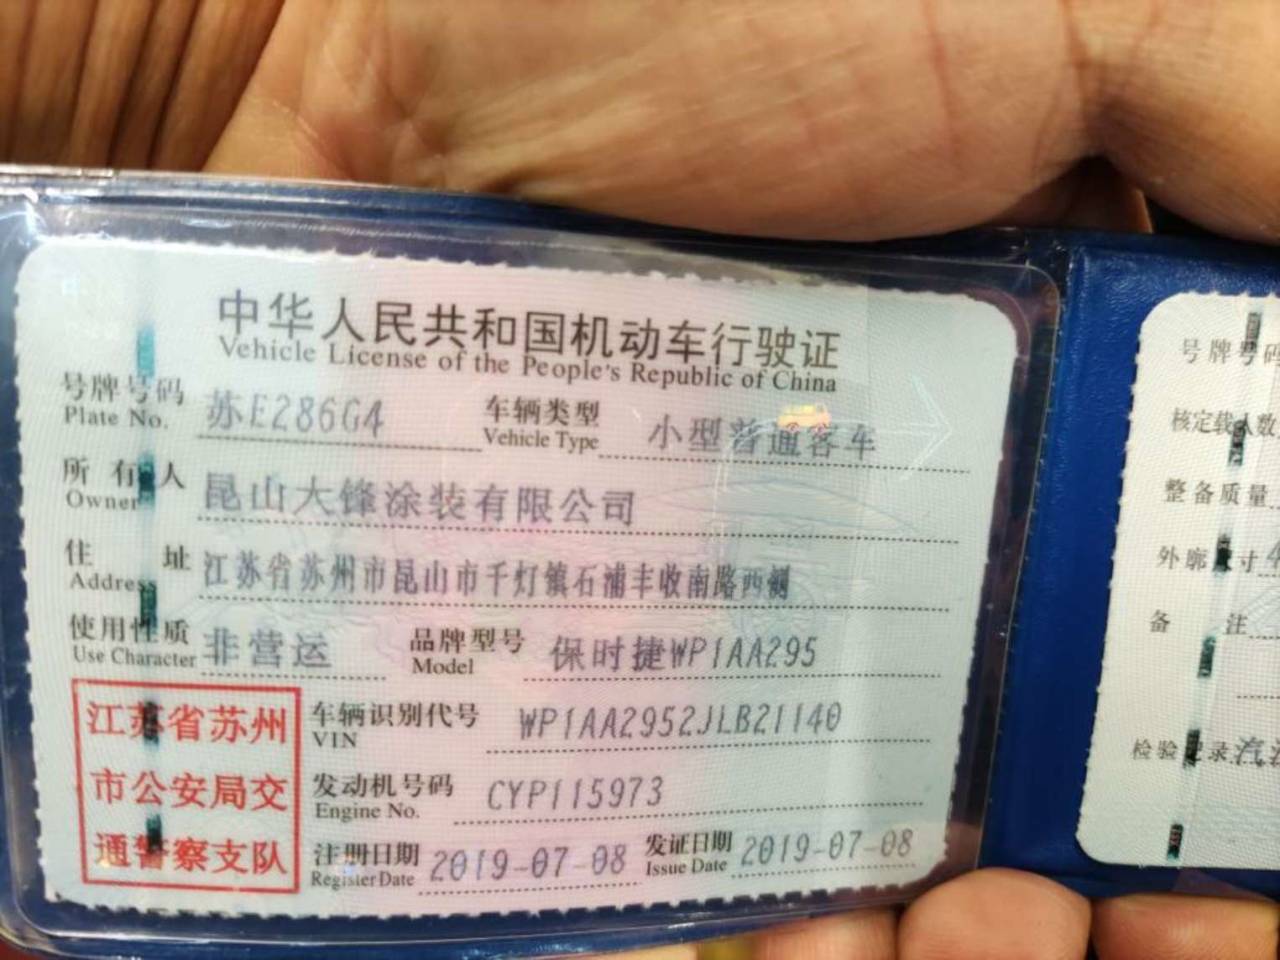 中华人民共和国机动车行驶证
Vehicle License of the People's Republic of China
号牌号码 苏E286G4 车辆类型 小型普通客车
Plate No. Vehicle Type
所有人 昆山大锋涂装有限公司
Owner
住址 江苏省苏州市昆山市千灯镇石浦丰收南路西侧
Address
使用性质 非营运 品牌型号 保时捷WP1AA295
Use Character Model
江苏省苏州
市公安局交
通警察支队
车辆识别代号 WP1AA2952JLB21140
VIN
发动机号码 CYP115973
Engine No.
注册日期 2019-07-08 发证日期 2019-07-08
Register Date Issue Date
号牌号码
核定载人数
整备质量
外廓尺寸 4
备注
检验记录 汽